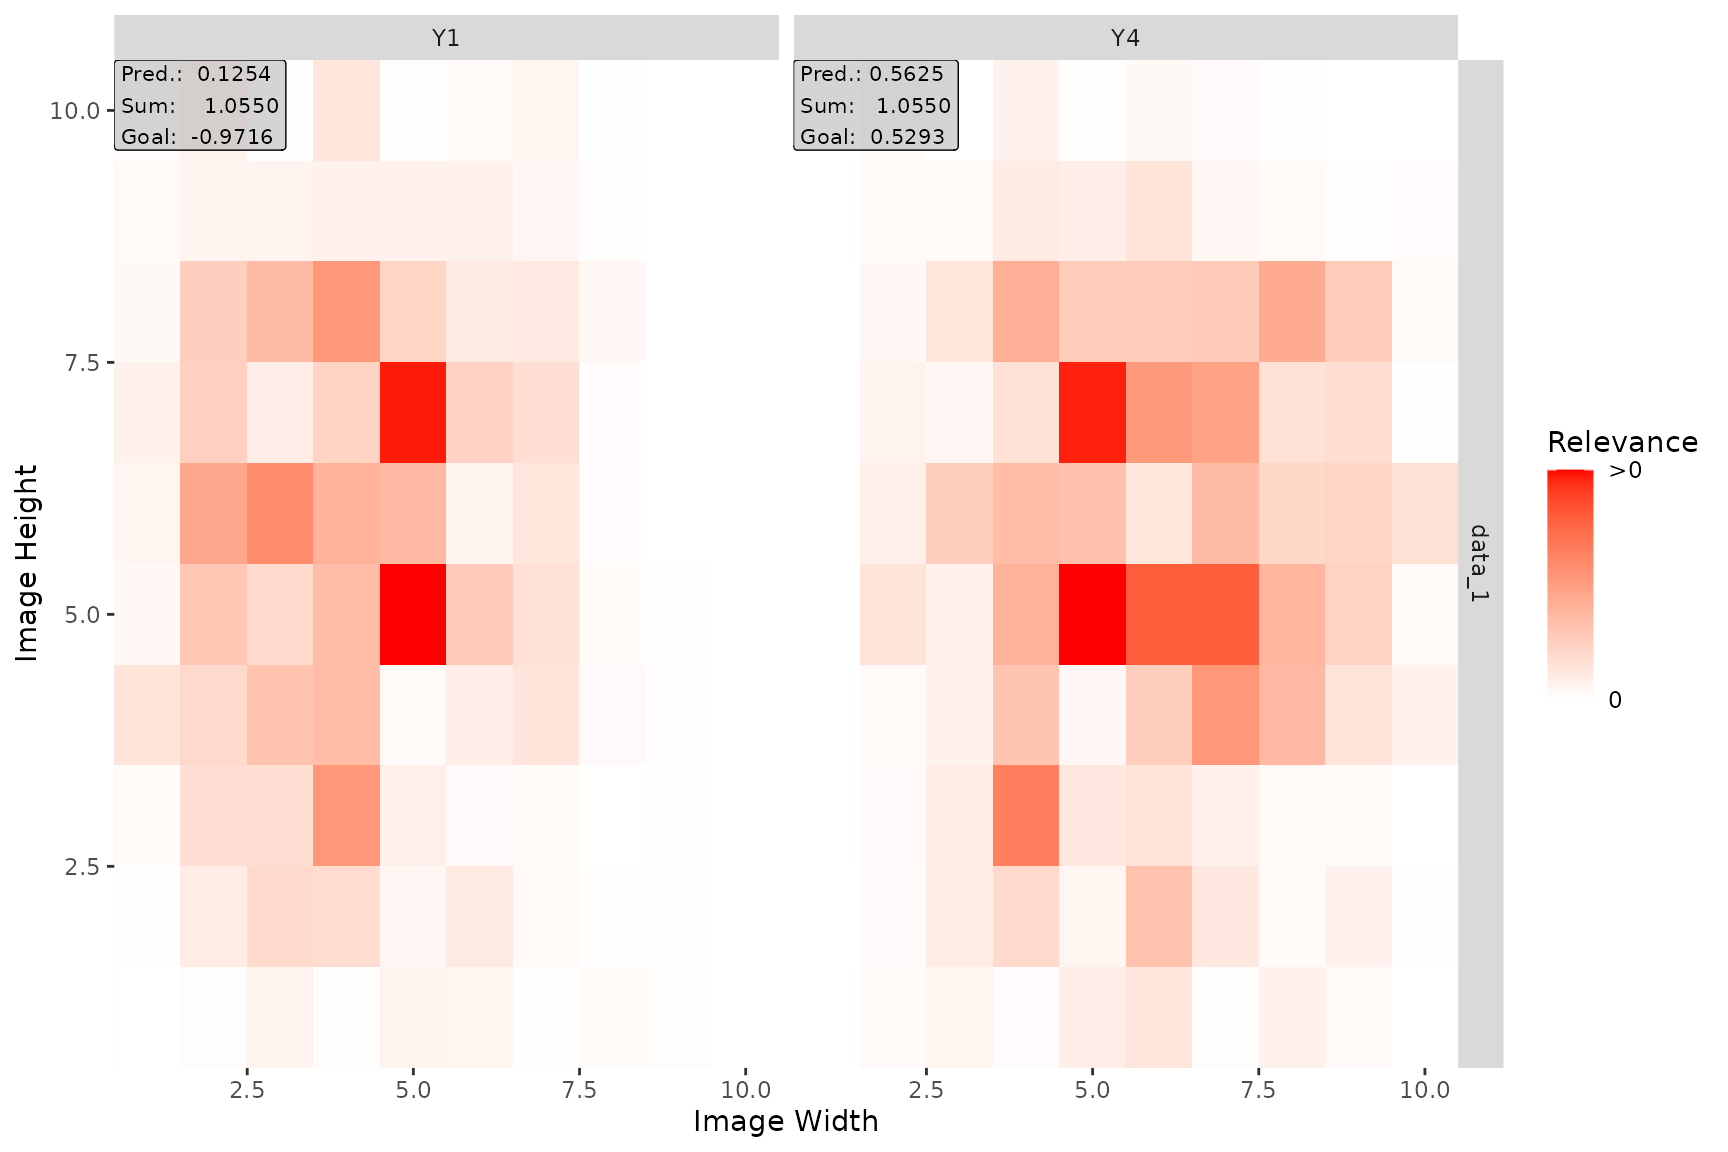 Y1
Y4
Pred.: 0.1254
Sum: 1.0550
Goal: -0.9716
Pred.: 0.5625
Sum: 1.0550
Goal: 0.5293
10.0
7.5
5.0
2.5
Image Height
data_1
Relevance
>0
0
2.5
5.0
7.5
10.0
2.5
5.0
7.5
10.0
Image Width